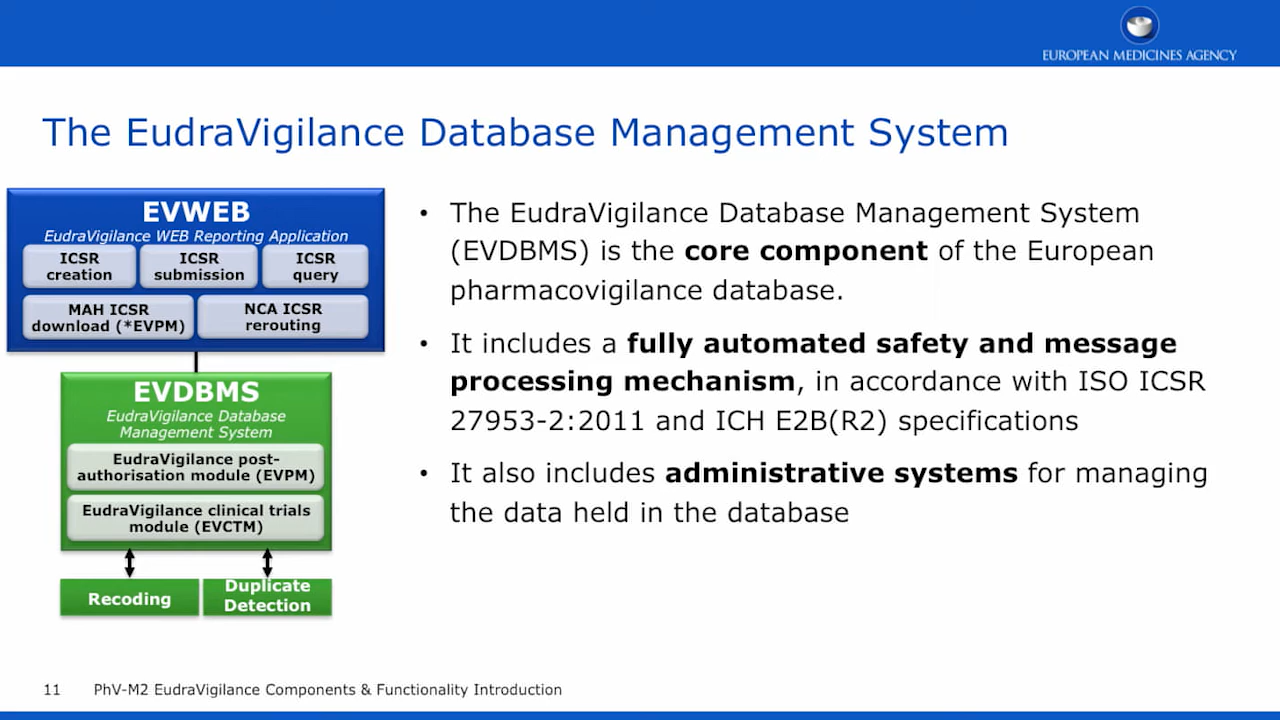 EUROPEAN MEDICINES AGENCY
The EudraVigilance Database Management System
EVWEB
EudraVigilance WEB Reporting Application
ICSR
creation
ICSR
submission
ICSR
query
MAH ICSR
download (*EVPM)
NCA ICSR
rerouting
EVDBMS
EudraVigilance Database
Management System
EudraVigilance post-
authorisation module (EVPM)
EudraVigilance clinical trials
module (EVCTM)
Recoding
Duplicate
Detection
• The EudraVigilance Database Management System
(EVDBMS) is the core component of the European
pharmacovigilance database.
• It includes a fully automated safety and message
processing mechanism, in accordance with ISO ICSR
27953-2:2011 and ICH E2B(R2) specifications
• It also includes administrative systems for managing
the data held in the database
11 PhV-M2 EudraVigilance Components & Functionality Introduction